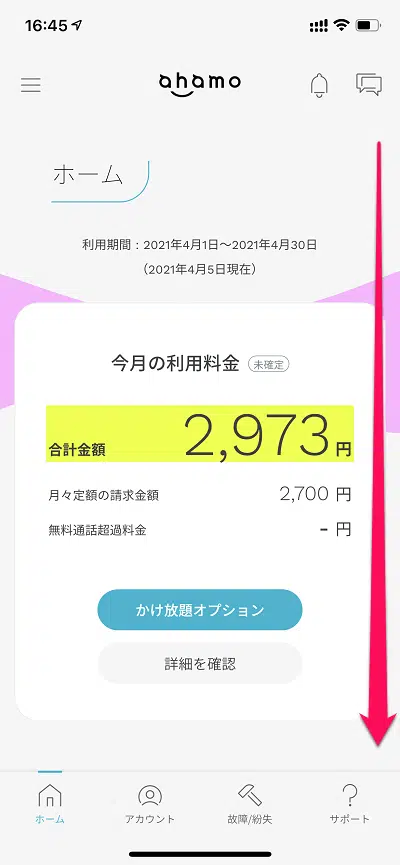 16:45
ahamo
ホーム
利用期間：2021年4月1日〜2021年4月30日
（2021年4月5日現在）
今月の利用料金 未確定
合計金額 2,973 円
月々定額の請求金額 2,700 円
無料通話超過料金 - 円
かけ放題オプション
詳細を確認
ホーム アカウント 故障/紛失 サポート